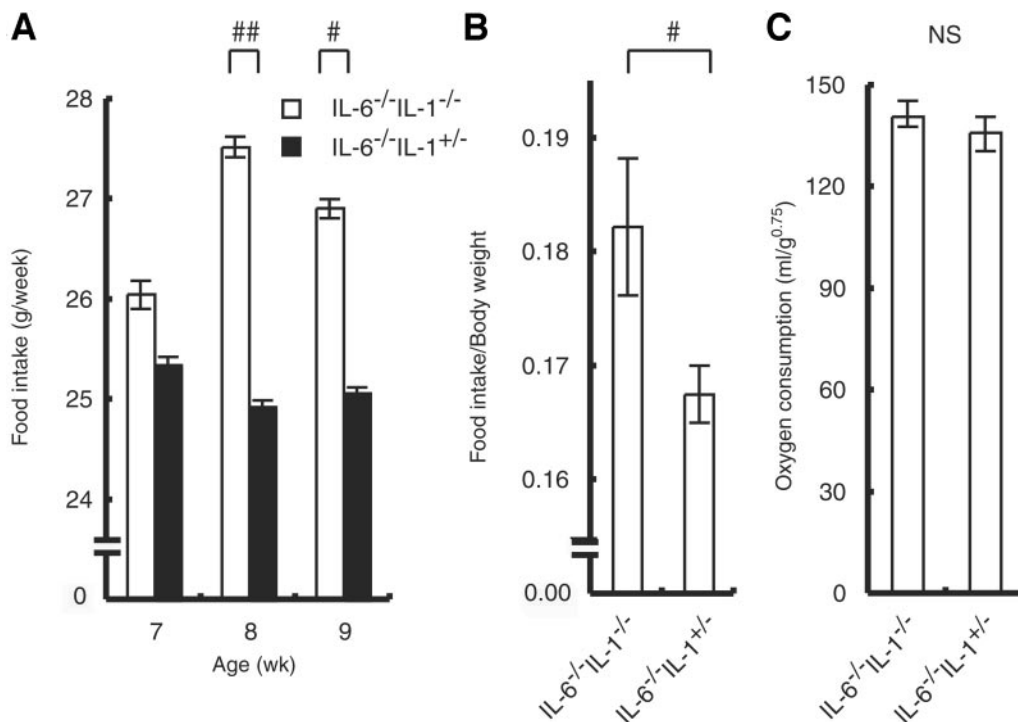 A
##
#
28
27
26
25
24
0
Food intake (g/week)
IL-6-/-IL-1-/-
IL-6-/-IL-1+/-
7 8 9
Age (wk)
B
#
0.19
0.18
0.17
0.16
0.00
Food intake/Body weight
IL-6-/-IL-1-/-
IL-6-/-IL-1+/-
C
NS
150
120
90
60
30
0
Oxygen consumption (ml/g0.75)
IL-6-/-IL-1-/-
IL-6-/-IL-1+/-